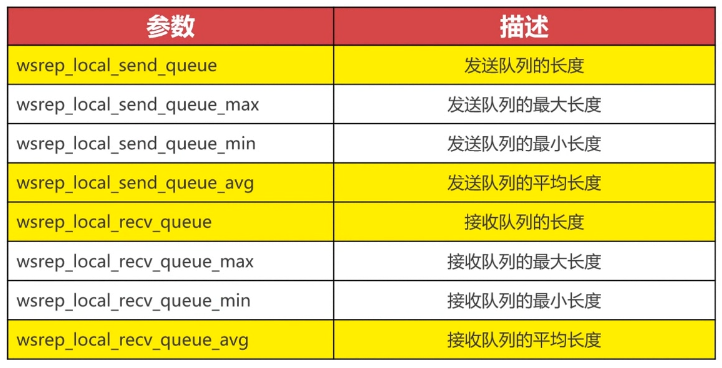 参数 描述
wsrep_local_send_queue 发送队列的长度
wsrep_local_send_queue_max 发送队列的最大长度
wsrep_local_send_queue_min 发送队列的最小长度
wsrep_local_send_queue_avg 发送队列的平均长度
wsrep_local_recv_queue 接收队列的长度
wsrep_local_recv_queue_max 接收队列的最大长度
wsrep_local_recv_queue_min 接收队列的最小长度
wsrep_local_recv_queue_avg 接收队列的平均长度